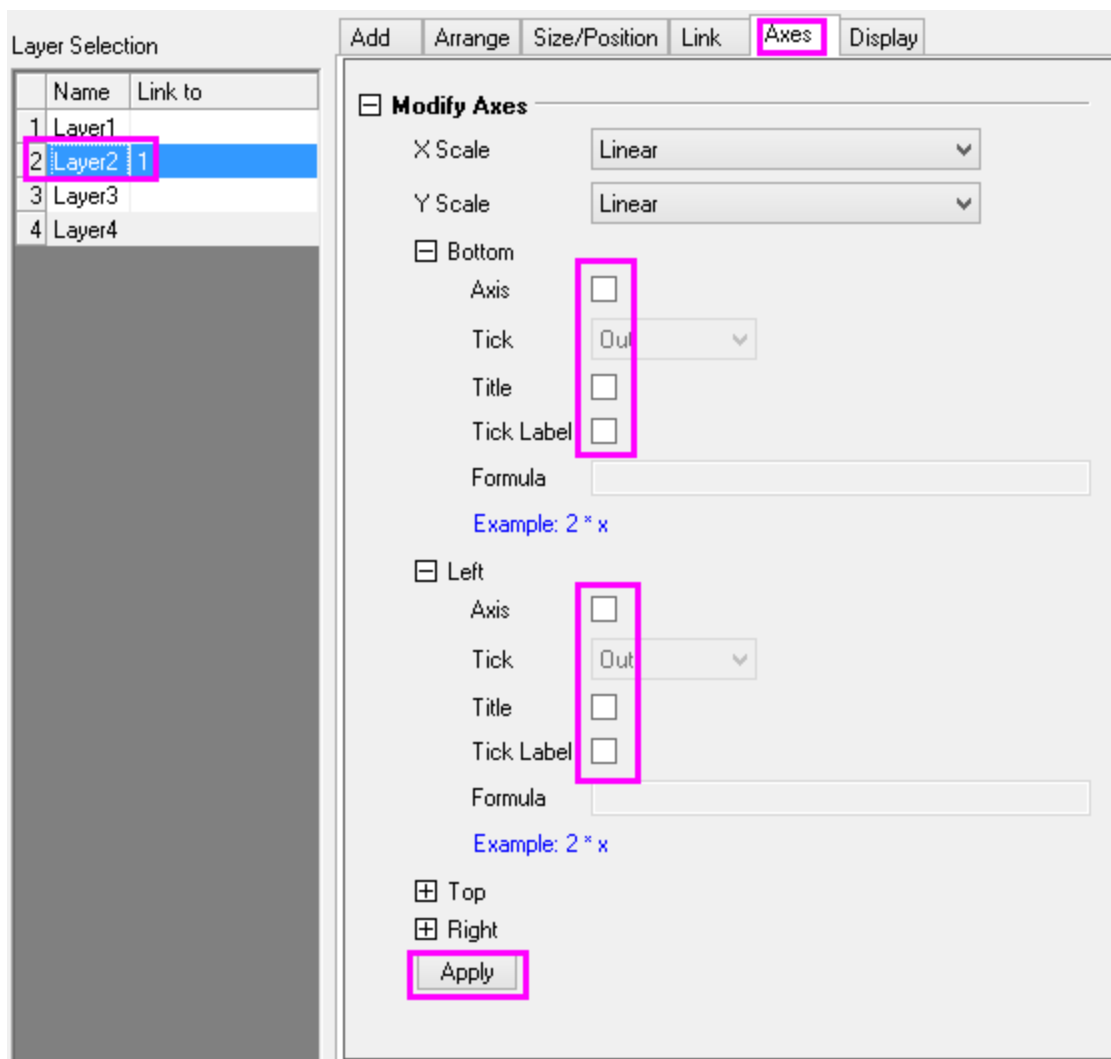 Layer Selection
Name Link to
1 Layer1
2 Layer2 1
3 Layer3
4 Layer4
Add Arrange Size/Position Link Axes Display
Modify Axes
X Scale Linear
Y Scale Linear
Bottom
Axis
Tick Out
Title
Tick Label
Formula
Example: 2 * x
Left
Axis
Tick Out
Title
Tick Label
Formula
Example: 2 * x
Top
Right
Apply